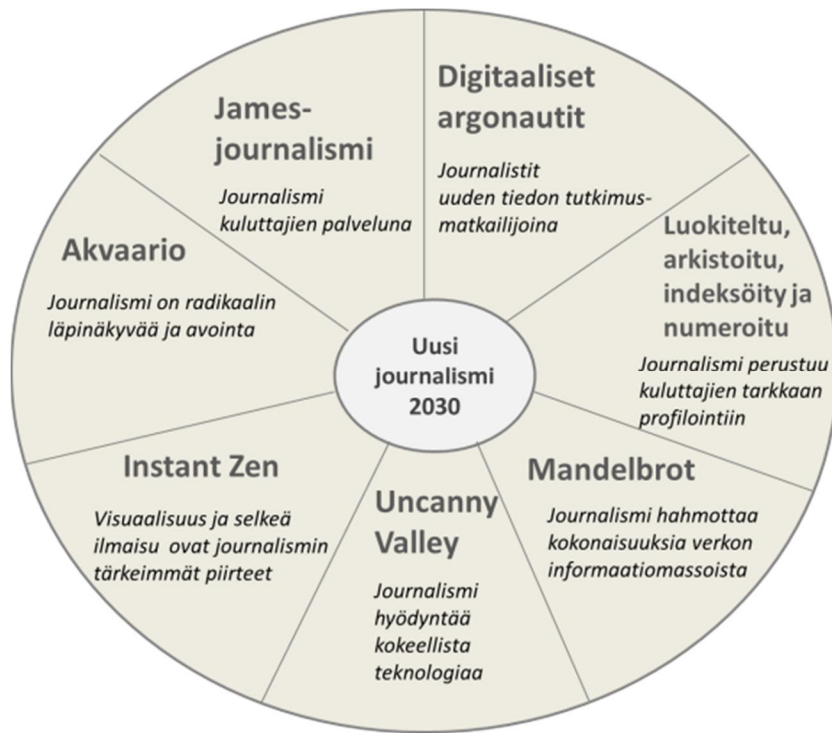 Digitaaliset
argonautit
Journalistit
uuden tiedon tutkimus-
matkailijoina
Luokiteltu,
arkistoitu,
indeksöity ja
numeroitu
Journalismi perustuu
kuluttajien tarkkaan
profilointiin
Mandelbrot
Journalismi hahmottaa
kokonaisuuksia verkon
informaatiomassoista
Uncanny
Valley
Journalismi
hyödyntää
kokeellista
teknologiaa
Instant Zen
Visuaalisuus ja selkeä
ilmaisu ovat journalismin
tärkeimmät piirteet
Akvaario
Journalismi on radikaalin
läpinäkyvää ja avointa
James-
journalismi
Journalismi
kuluttajien palveluna
Uusi
journalismi
2030